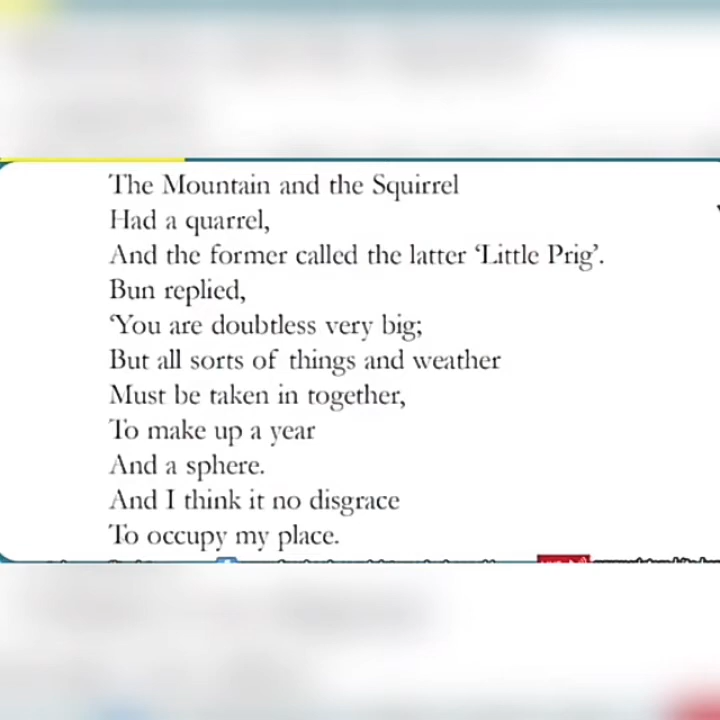 The Mountain and the Squirrel
Had a quarrel,
And the former called the latter ‘Little Prig’.
Bun replied,
‘You are doubtless very big;
But all sorts of things and weather
Must be taken in together,
To make up a year
And a sphere.
And I think it no disgrace
To occupy my place.